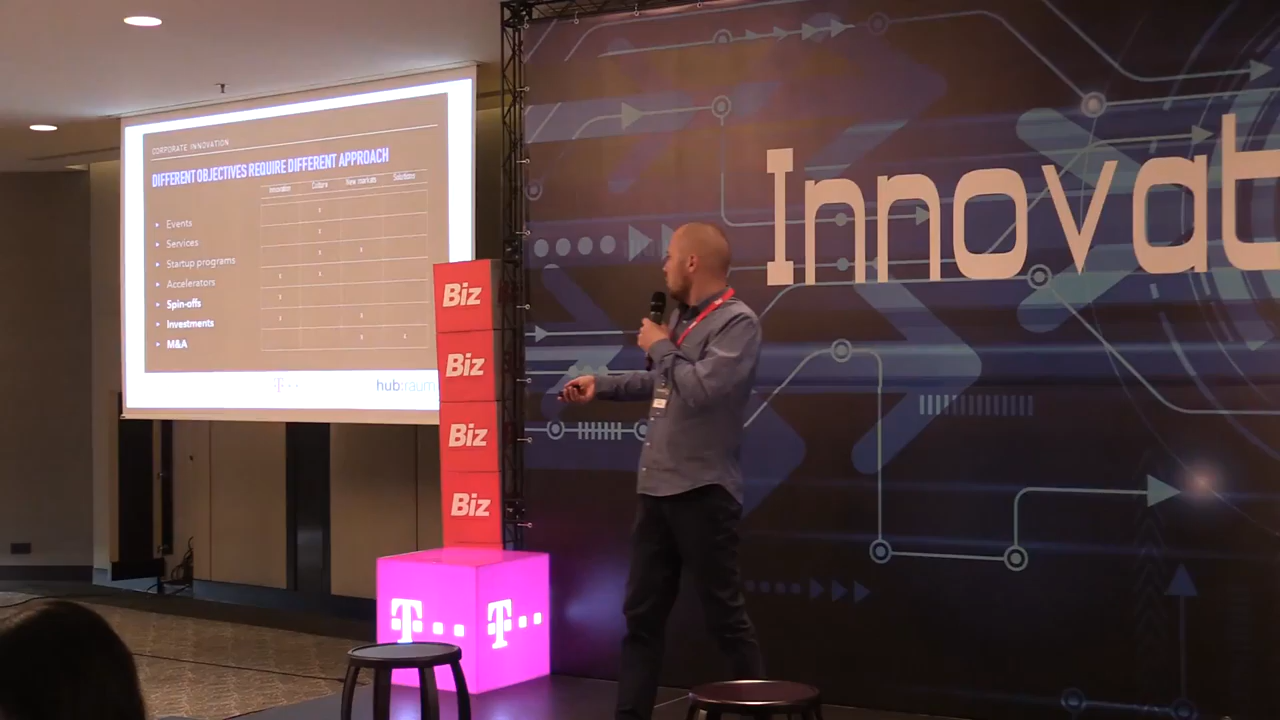 CORPORATE INNOVATION
DIFFERENT OBJECTIVES REQUIRE DIFFERENT APPROACH
Innovation Culture New markets Solutions
Events
Services
Startup programs
Accelerators
Spin-offs
Investments
M&A
T
hub:raum
Biz
Biz
Biz
Biz
T
T
Innovat